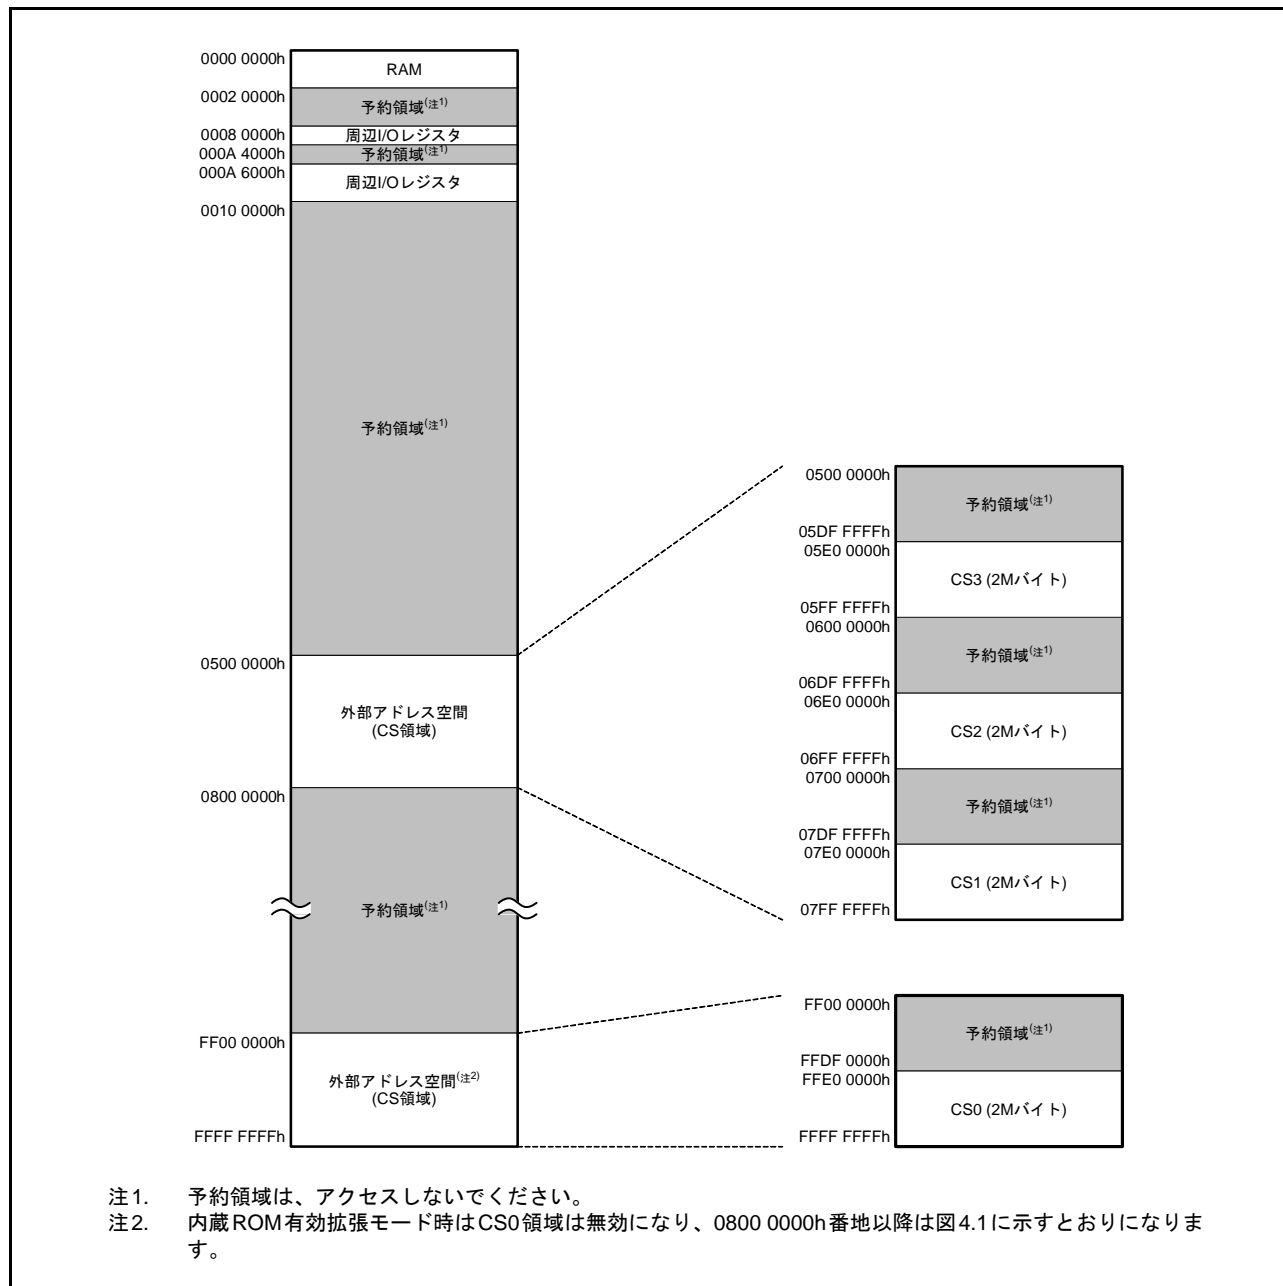 0000 0000h
RAM
0002 0000h
予約領域(注1)
0008 0000h
周辺I/Oレジスタ
000A 4000h
予約領域(注1)
000A 6000h
周辺I/Oレジスタ
0010 0000h
予約領域(注1)
0500 0000h
外部アドレス空間
(CS領域)
0800 0000h
予約領域(注1)
FF00 0000h
外部アドレス空間(注2)
(CS領域)
FFFF FFFFh
0500 0000h
予約領域(注1)
05DF FFFFh
05E0 0000h
CS3 (2Mバイト)
05FF FFFFh
0600 0000h
予約領域(注1)
06DF FFFFh
06E0 0000h
CS2 (2Mバイト)
06FF FFFFh
0700 0000h
予約領域(注1)
07DF FFFFh
07E0 0000h
CS1 (2Mバイト)
07FF FFFFh
FF00 0000h
予約領域(注1)
FFDF 0000h
FFE0 0000h
CS0 (2Mバイト)
FFFF FFFFh
注1. 予約領域は、アクセスしないでください。
注2. 内蔵ROM有効拡張モード時はCS0領域は無効になり、0800 0000h番地以降は図4.1に示すとおりになりま
す。